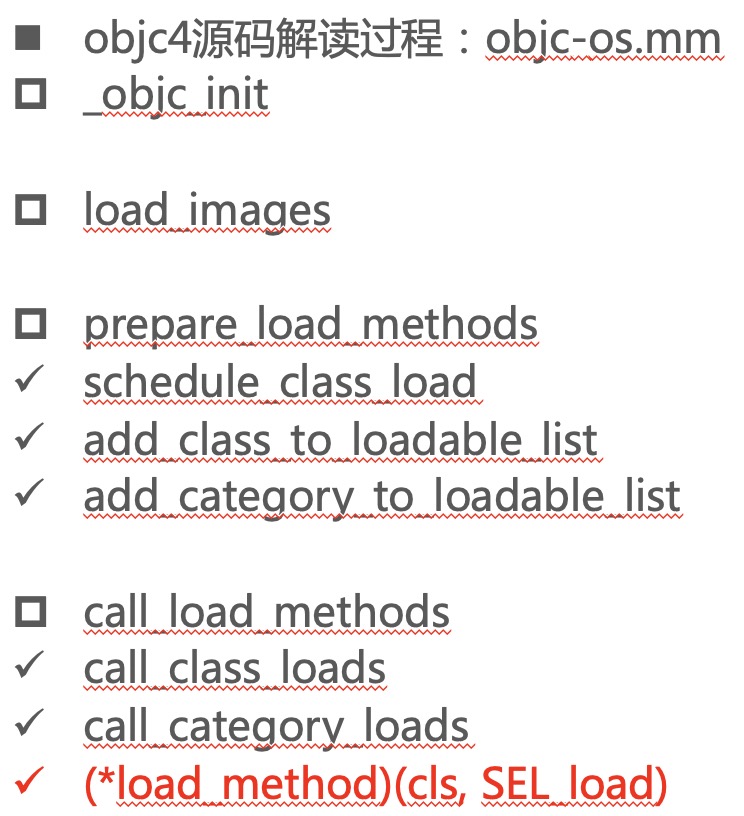 objc4源码解读过程：objc-os.mm
_objc_init
load_images
prepare_load_methods
schedule_class_load
add_class_to_loadable_list
add_category_to_loadable_list
call_load_methods
call_class_loads
call_category_loads
(*load_method)(cls, SEL_load)